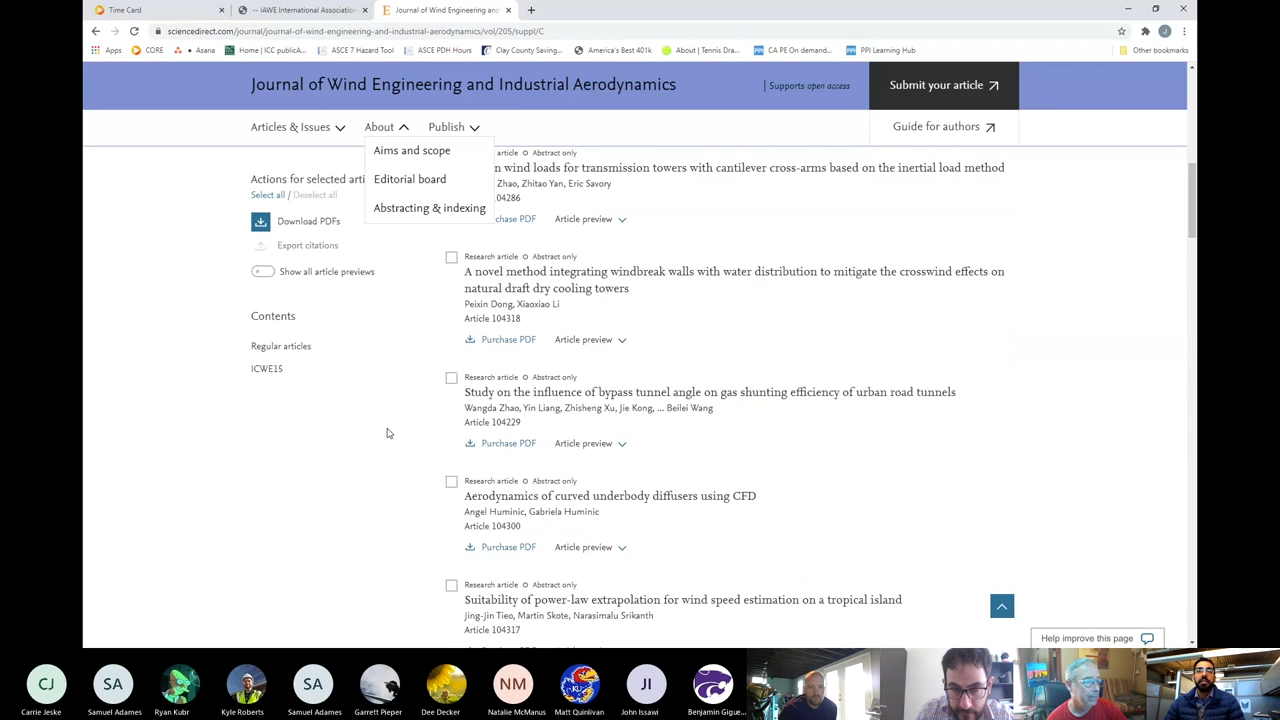 Time Card
-- IAWE International Association
Journal of Wind Engineering and
sciencedirect.com/journal/journal-of-wind-engineering-and-industrial-aerodynamics/vol/205/suppl/C
J
Apps
CORE
Asana
Home | ICC publicA...
ASCE 7 Hazard Tool
ASCE PDH Hours
Clay County Saving...
America's Best 401k
About | Tennis Dra...
CA PE On demand...
PPI Learning Hub
Other bookmarks
Journal of Wind Engineering and Industrial Aerodynamics
Supports open access
Submit your article
Articles & Issues
About
Publish
Guide for authors
Aims and scope
Editorial board
Abstracting & indexing
Actions for selected arti
Select all / Deselect all
Download PDFs
Export citations
Show all article previews
Contents
Regular articles
ICWE15
article Abstract only
n wind loads for transmission towers with cantilever cross-arms based on the inertial load method
Zhao, Zhitao Yan, Eric Savory
04286
chase PDF Article preview
Research article Abstract only
A novel method integrating windbreak walls with water distribution to mitigate the crosswind effects on
natural draft dry cooling towers
Peixin Dong, Xiaoxiao Li
Article 104318
Purchase PDF Article preview
Research article Abstract only
Study on the influence of bypass tunnel angle on gas shunting efficiency of urban road tunnels
Wangda Zhao, Yin Liang, Zhisheng Xu, Jie Kong, ... Beilei Wang
Article 104229
Purchase PDF Article preview
Research article Abstract only
Aerodynamics of curved underbody diffusers using CFD
Angel Huminic, Gabriela Huminic
Article 104300
Purchase PDF Article preview
Research article Abstract only
Suitability of power-law extrapolation for wind speed estimation on a tropical island
Jing-jin Tieo, Martin Skote, Narasimalu Srikanth
Article 104317
Help improve this page
CJ
SA
SA
NM
KU
JI
Carrie Jeske
Samuel Adames
Ryan Kubr
Kyle Roberts
Samuel Adames
Garrett Pieper
Dee Decker
Natalie McManus
Matt Quinlivan
John Issawi
Benjamin Gigue...